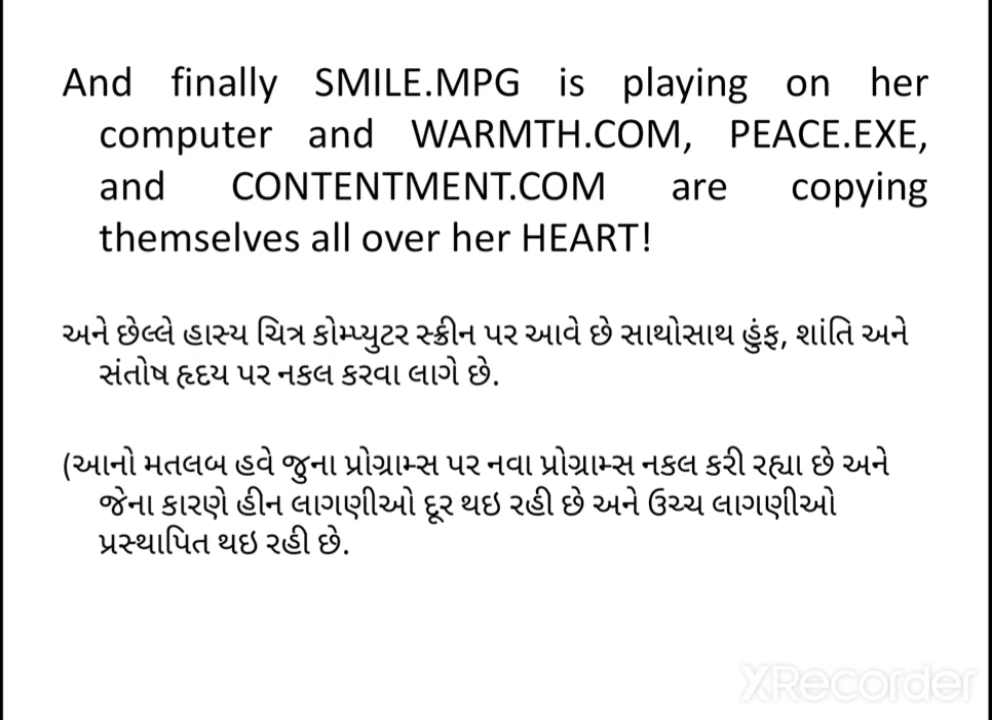 And finally SMILE.MPG is playing on her
computer and WARMTH.COM, PEACE.EXE,
and CONTENTMENT.COM are copying
themselves all over her HEART!
અને છેલ્લે હાસ્ય ચિત્ર કોમ્પ્યુટર સ્ક્રીન પર આવે છે સાથોસાથ હુંફ, શાંતિ અને
સંતોષ હૃદય પર નકલ કરવા લાગે છે.
(આનો મતલબ હવે જુના પ્રોગ્રામ્સ પર નવા પ્રોગ્રામ્સ નકલ કરી રહ્યા છે અને
જેના કારણે હીન લાગણીઓ દૂર થઇ રહી છે અને ઉચ્ચ લાગણીઓ
પ્રસ્થાપિત થઇ રહી છે.
XRecorder